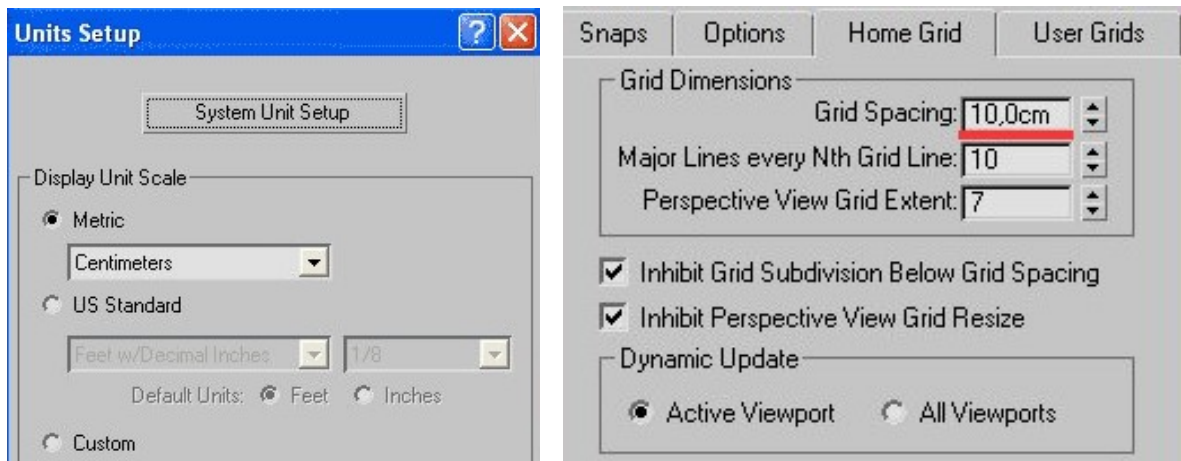 Units Setup
System Unit Setup
Display Unit Scale
Metric
Centimeters
US Standard
Feet w/Decimal Inches 1/8
Default Units: Feet Inches
Custom
Snaps Options Home Grid User Grids
Grid Dimensions
Grid Spacing: 10,0cm
Major Lines every Nth Grid Line: 10
Perspective View Grid Extent: 7
Inhibit Grid Subdivision Below Grid Spacing
Inhibit Perspective View Grid Resize
Dynamic Update
Active Viewport All Viewports